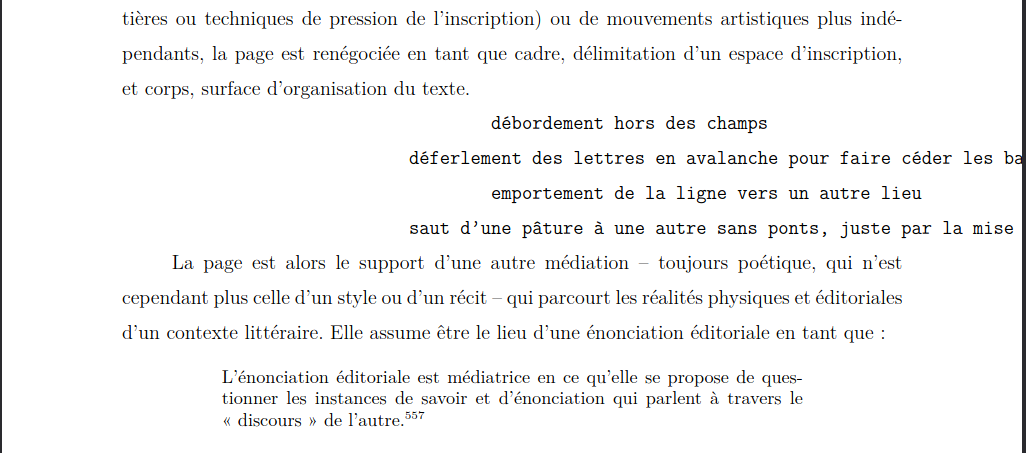 tières ou techniques de pression de l'inscription) ou de mouvements artistiques plus indé-
pendants, la page est renégociée en tant que cadre, délimitation d'un espace d'inscription,
et corps, surface d'organisation du texte.
débordement hors des champs
déferlement des lettres en avalanche pour faire céder les ba
emportement de la ligne vers un autre lieu
saut d'une pâture à une autre sans ponts, juste par la mise
La page est alors le support d'une autre médiation – toujours poétique, qui n'est
cependant plus celle d'un style ou d'un récit – qui parcourt les réalités physiques et éditoriales
d'un contexte littéraire. Elle assume être le lieu d'une énonciation éditoriale en tant que :
L'énonciation éditoriale est médiatrice en ce qu'elle se propose de ques-
tionner les instances de savoir et d'énonciation qui parlent à travers le
« discours » de l'autre.557